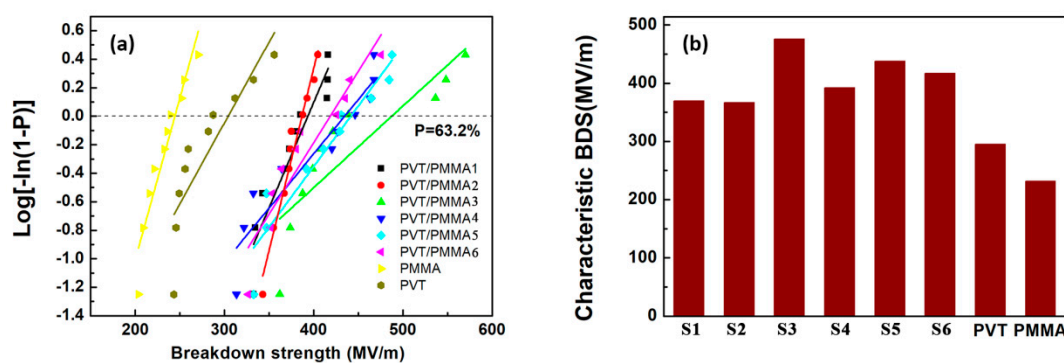 (a)
Log[-In(1-P)]
0.6
0.4
0.2
0.0
-0.2
-0.4
-0.6
-0.8
-1.0
-1.2
-1.4
P=63.2%
PVT/PMMA1
PVT/PMMA2
PVT/PMMA3
PVT/PMMA4
PVT/PMMA5
PVT/PMMA6
PMMA
PVT
200 300 400 500 600
Breakdown strength (MV/m)
(b)
Characteristic BDS(MV/m)
500
400
300
200
500
0
S1 S2 S3 S4 S5 S6 PVT PMMA